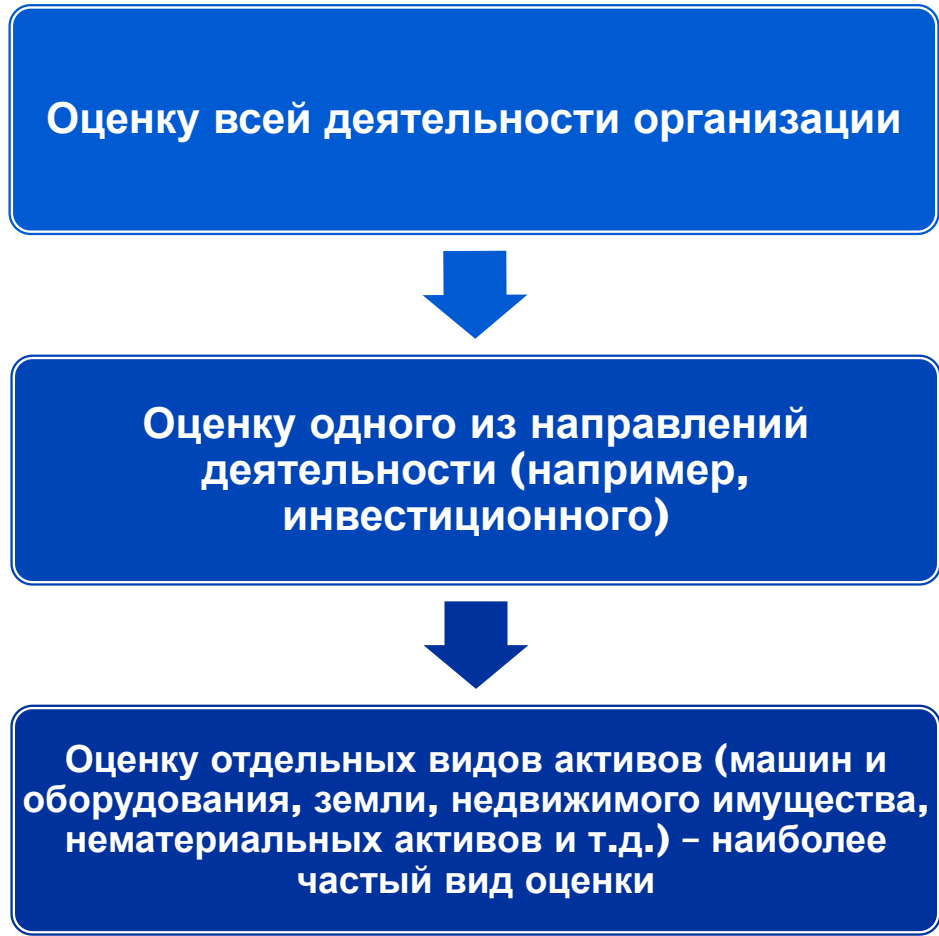 Оценку всей деятельности организации
Оценку одного из направлений
деятельности (например,
инвестиционного)
Оценку отдельных видов активов (машин и
оборудования, земли, недвижимого имущества,
нематериальных активов и т.д.) – наиболее
частый вид оценки